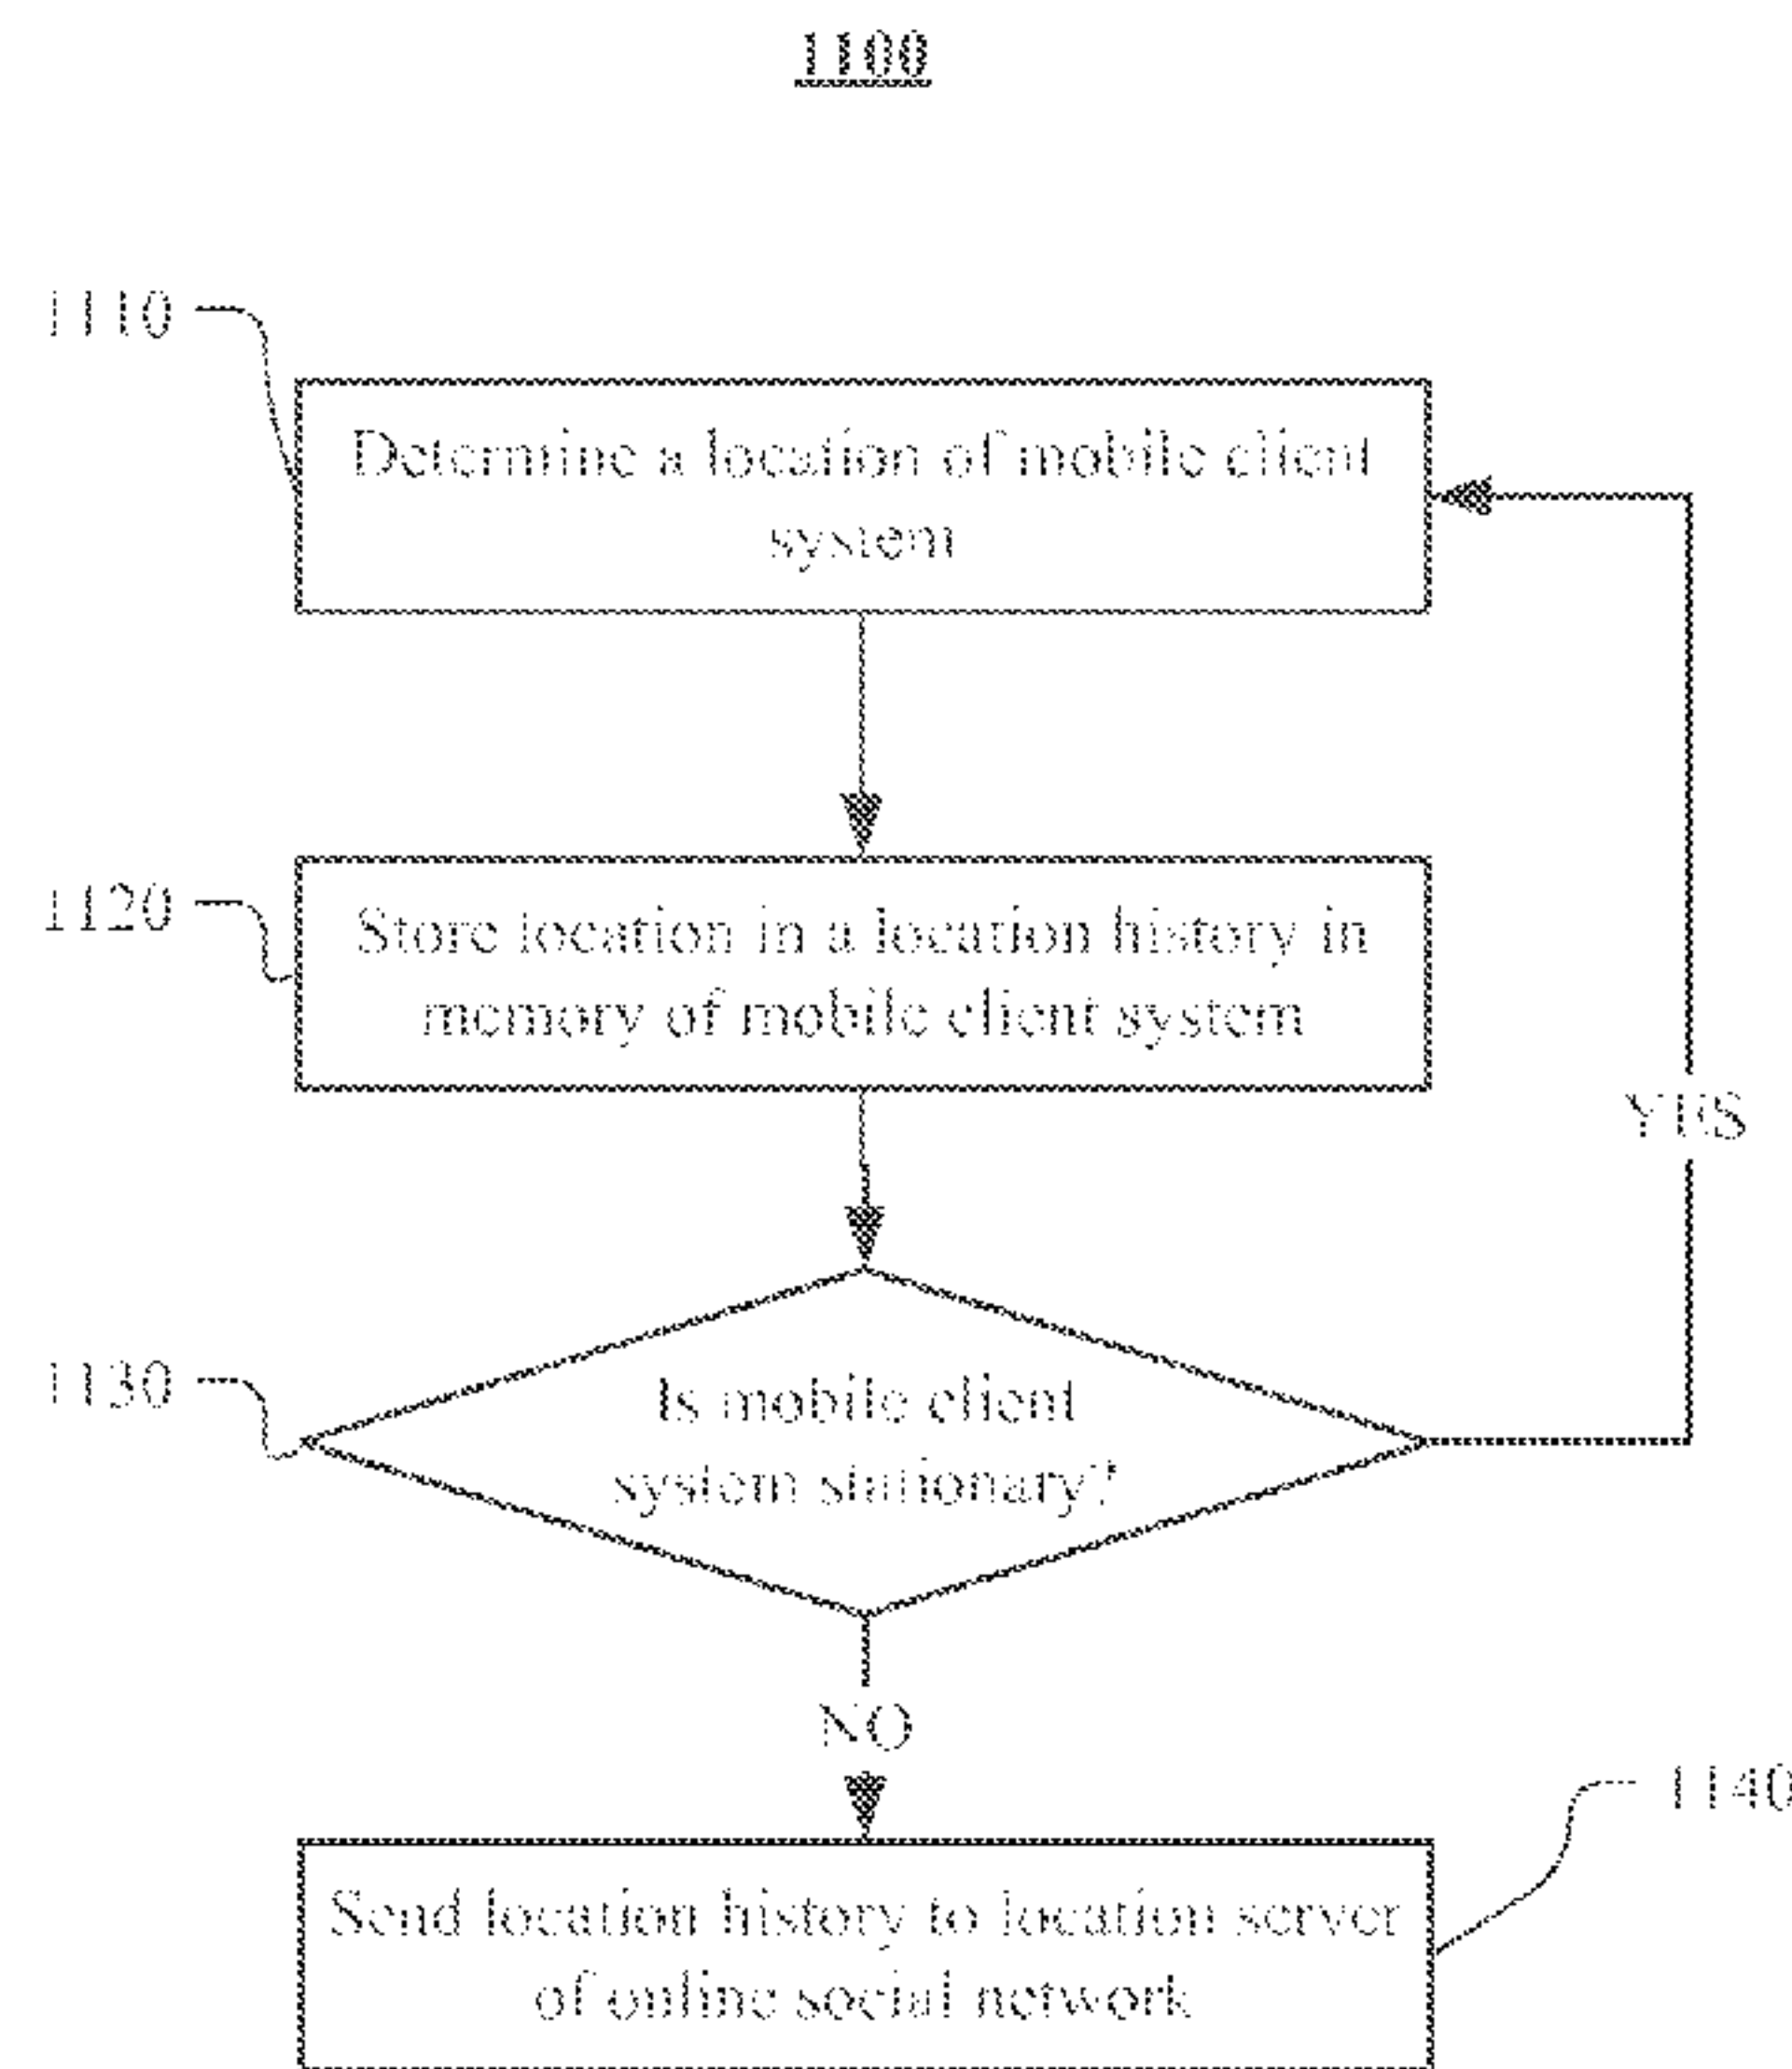 1100
1110
Determine a location of mobile client
system
1120
Store location in a location history in
memory of mobile client system
YES
1130
Is mobile client
system stationary?
NO
1140
Send location history to location server
of online social network